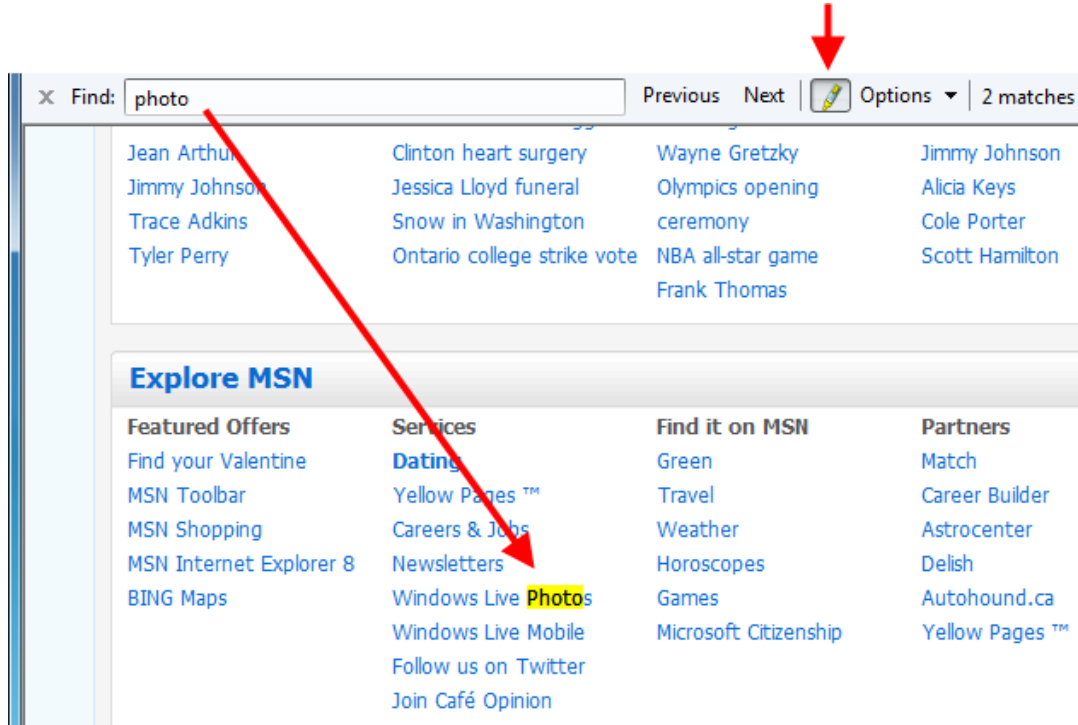 Find: photo Previous Next Options 2 matches
Jean Arthur Clinton heart surgery Wayne Gretzky Jimmy Johnson
Jimmy Johnson Jessica Lloyd funeral Olympics opening Alicia Keys
Trace Adkins Snow in Washington ceremony Cole Porter
Tyler Perry Ontario college strike vote NBA all-star game Scott Hamilton
Frank Thomas
Explore MSN
Featured Offers Services Find it on MSN Partners
Find your Valentine Dating Green Match
MSN Toolbar Yellow Pages ™ Travel Career Builder
MSN Shopping Careers & Jobs Weather Astrocenter
MSN Internet Explorer 8 Newsletters Horoscopes Delish
BING Maps Windows Live Photos Games Autohound.ca
Windows Live Mobile Microsoft Citizenship Yellow Pages ™
Follow us on Twitter
Join Café Opinion